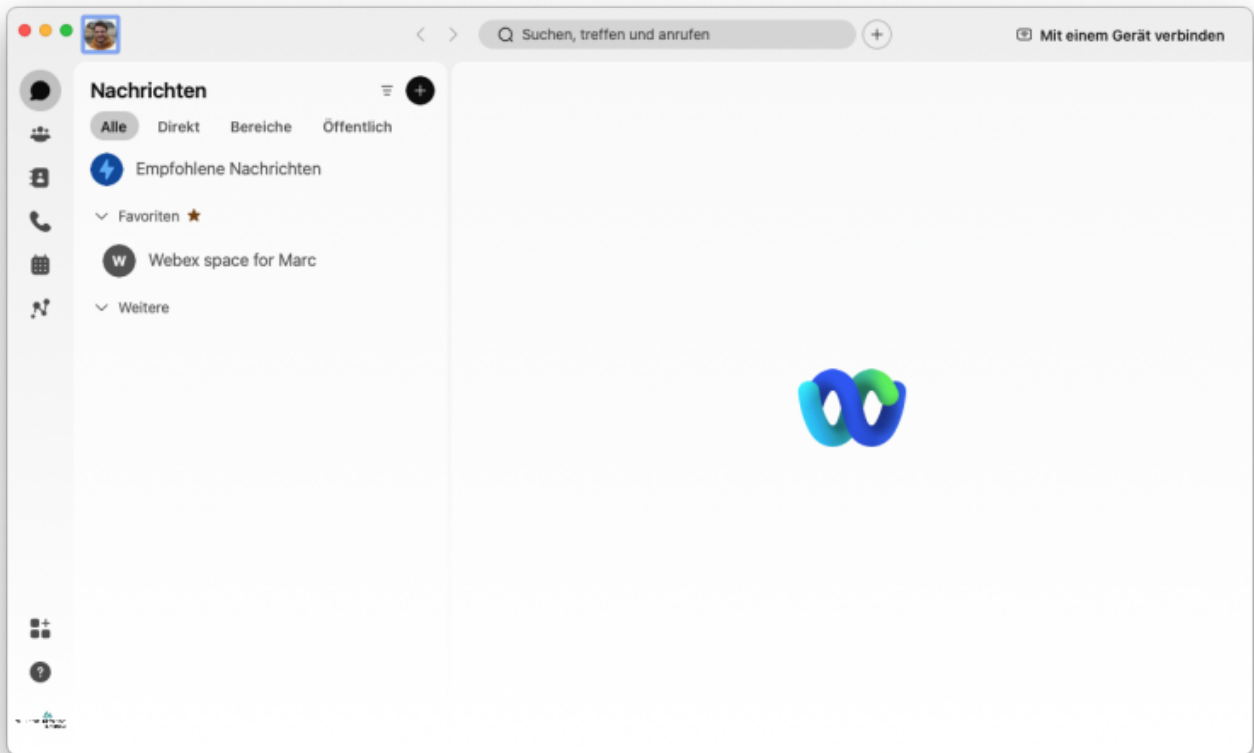 Suchen, treffen und anrufen
Mit einem Gerät verbinden
Nachrichten
Alle Direkt Bereiche Öffentlich
Empfohlene Nachrichten
Favoriten
W Webex space for Marc
Weitere
?